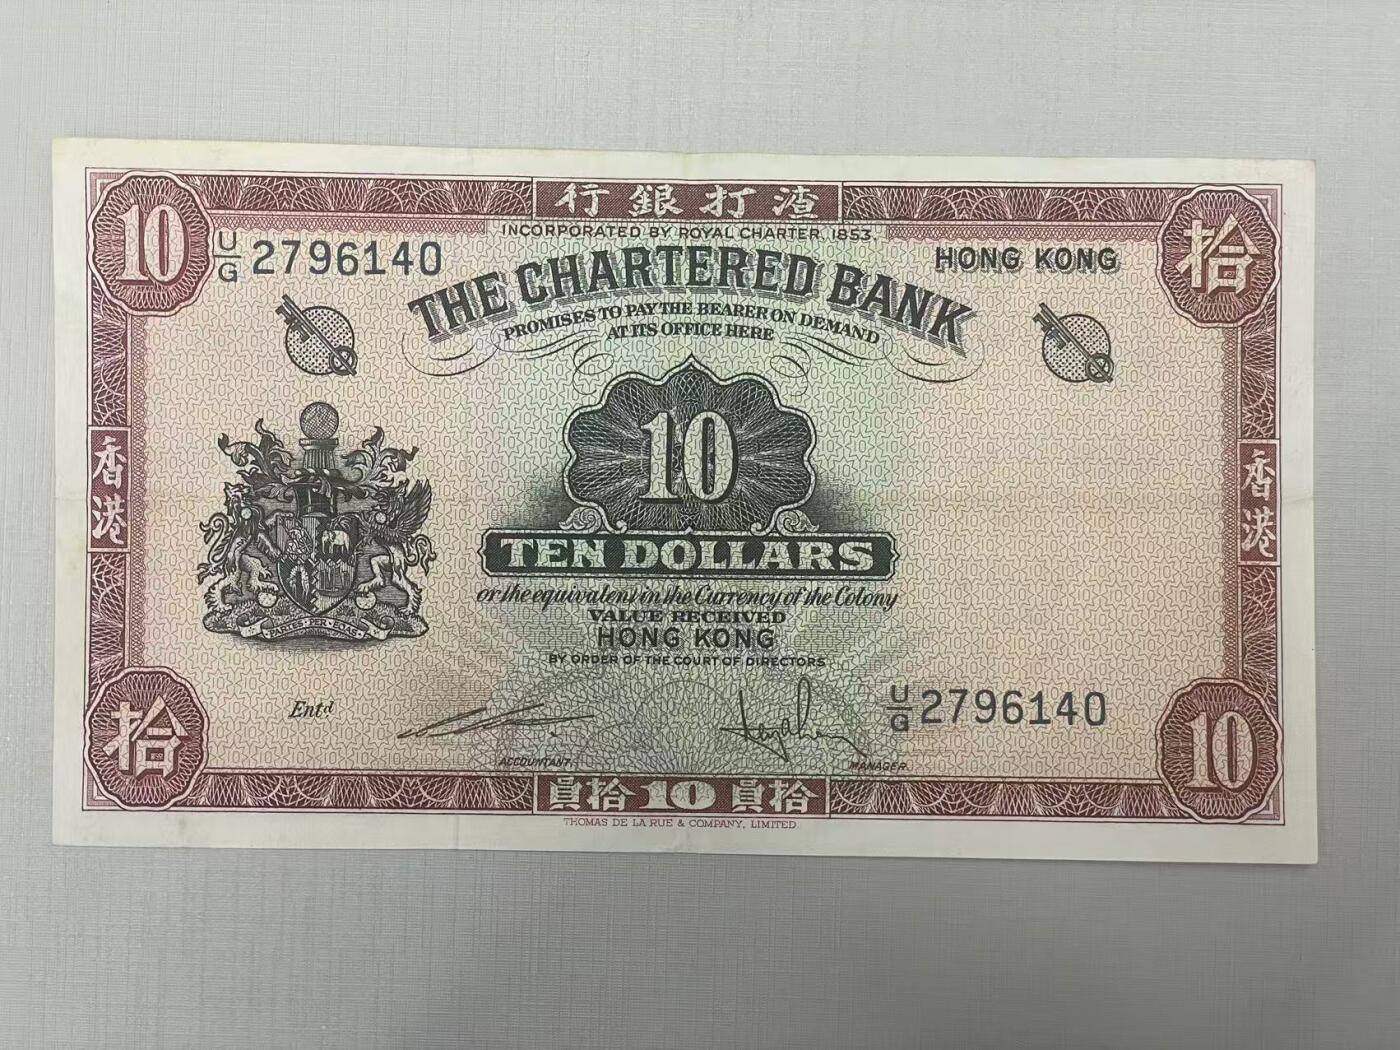 行銀打渣
INCORPORATED BY ROYAL CHARTER 1853.
10
U/G 2796140
HONG KONG
拾
THE CHARTERED BANK
PROMISES TO PAY THE BEARER ON DEMAND
AT ITS OFFICE HERE
10
香港
香港
TEN DOLLARS
or the equivalent in the Currency of the Colony
VALUE RECEIVED
HONG KONG
BY ORDER OF THE COURT OF DIRECTORS
Entd
U/G 2796140
ACCOUNTANT.
MANAGER.
拾
10
員拾 10 員拾
THOMAS DE LA RUE & COMPANY, LIMITED.